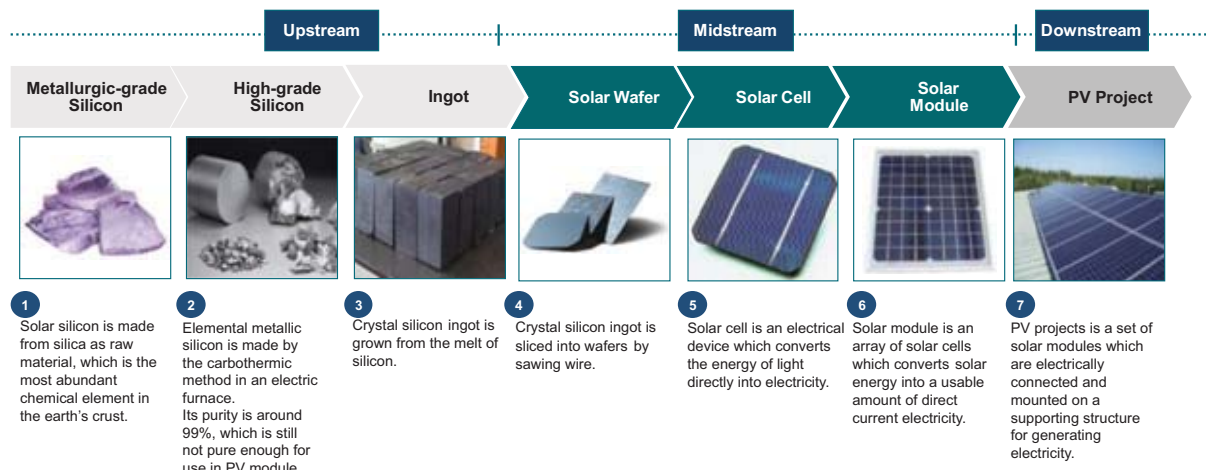 Upstream
Midstream
Downstream
Metallurgic-grade
Silicon
High-grade
Silicon
Ingot
Solar Wafer
Solar Cell
Solar
Module
PV Project
1
Solar silicon is made
from silica as raw
material, which is the
most abundant
chemical element in
the earth's crust.
2
Elemental metallic
silicon is made by
the carbothermic
method in an electric
furnace.
Its purity is around
99%, which is still
not pure enough for
use in PV module
3
Crystal silicon ingot is
grown from the melt of
silicon.
4
Crystal silicon ingot is
sliced into wafers by
sawing wire.
5
Solar cell is an electrical
device which converts
the energy of light
directly into electricity.
6
Solar module is an
array of solar cells
which converts solar
energy into a usable
amount of direct
current electricity.
7
PV projects is a set of
solar modules which
are electrically
connected and
mounted on a
supporting structure
for generating
electricity.